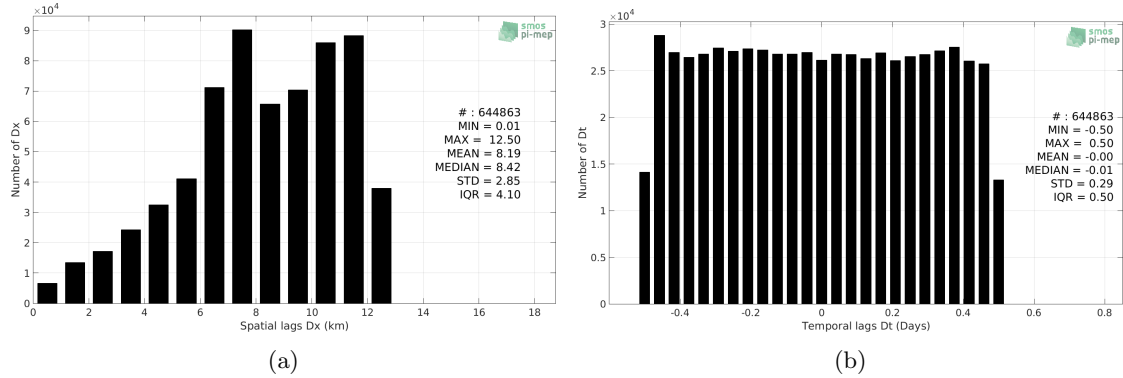 ×10⁴
9
8
7
6
5
4
3
2
1
0
Number of Dx
0 2 4 6 8 10 12 14 16 18
Spatial lags Dx (km)
smos
pi-mep
# : 644863
MIN = 0.01
MAX = 12.50
MEAN = 8.19
MEDIAN = 8.42
STD = 2.85
IQR = 4.10
(a)
×10⁴
3
2.5
2
1.5
1
0.5
0
Number of Dt
-0.4 -0.2 0 0.2 0.4 0.6 0.8
Temporal lags Dt (Days)
smos
pi-mep
# : 644863
MIN = -0.50
MAX = 0.50
MEAN = -0.00
MEDIAN = -0.01
STD = 0.29
IQR = 0.50
(b)